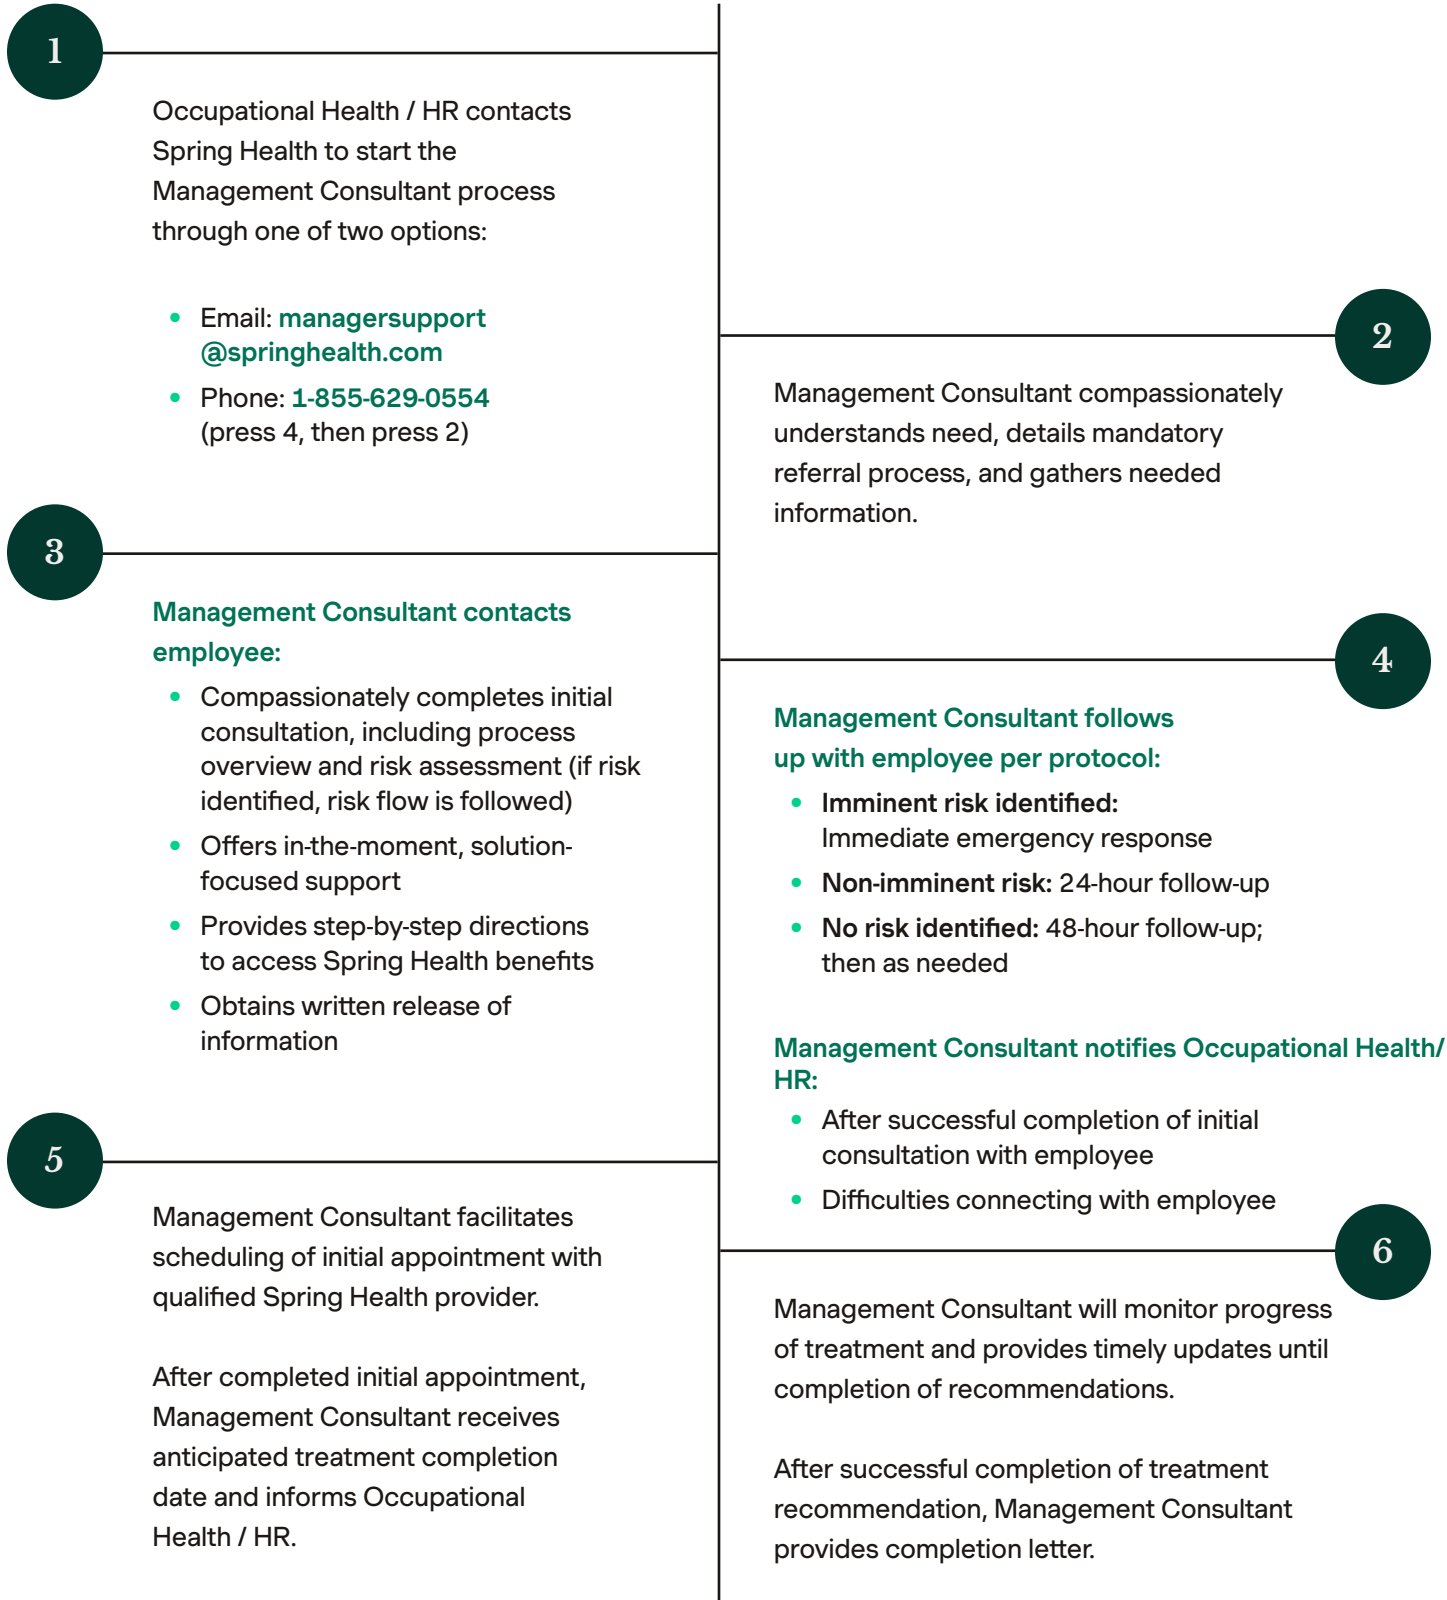 1
Occupational Health / HR contacts
Spring Health to start the
Management Consultant process
through one of two options:
• Email: managersupport
@springhealth.com
• Phone: 1-855-629-0554
(press 4, then press 2)
2
Management Consultant compassionately
understands need, details mandatory
referral process, and gathers needed
information.
3
Management Consultant contacts
employee:
• Compassionately completes initial
consultation, including process
overview and risk assessment (if risk
identified, risk flow is followed)
• Offers in-the-moment, solution-
focused support
• Provides step-by-step directions
to access Spring Health benefits
• Obtains written release of
information
4
Management Consultant follows
up with employee per protocol:
• Imminent risk identified:
Immediate emergency response
• Non-imminent risk: 24-hour follow-up
• No risk identified: 48-hour follow-up;
then as needed
Management Consultant notifies Occupational Health/
HR:
• After successful completion of initial
consultation with employee
• Difficulties connecting with employee
5
Management Consultant facilitates
scheduling of initial appointment with
qualified Spring Health provider.
After completed initial appointment,
Management Consultant receives
anticipated treatment completion
date and informs Occupational
Health / HR.
6
Management Consultant will monitor progress
of treatment and provides timely updates until
completion of recommendations.
After successful completion of treatment
recommendation, Management Consultant
provides completion letter.